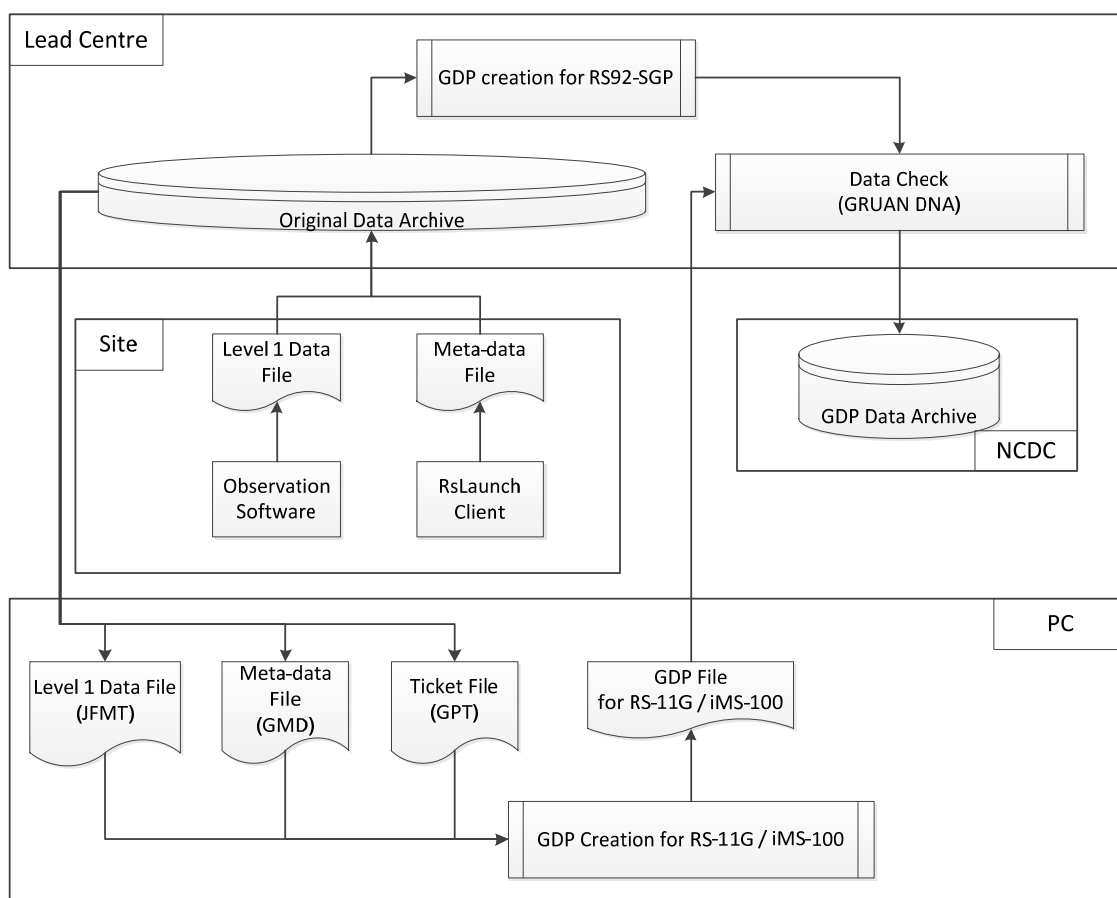 Lead Centre
GDP creation for RS92-SGP
Data Check
(GRUAN DNA)
Original Data Archive
Site
Level 1 Data
File
Meta-data
File
Observation
Software
RsLaunch
Client
GDP Data Archive
NCDC
PC
Level 1 Data File
(JFMT)
Meta-data
File
(GMD)
Ticket File
(GPT)
GDP File
for RS-11G / iMS-100
GDP Creation for RS-11G / iMS-100